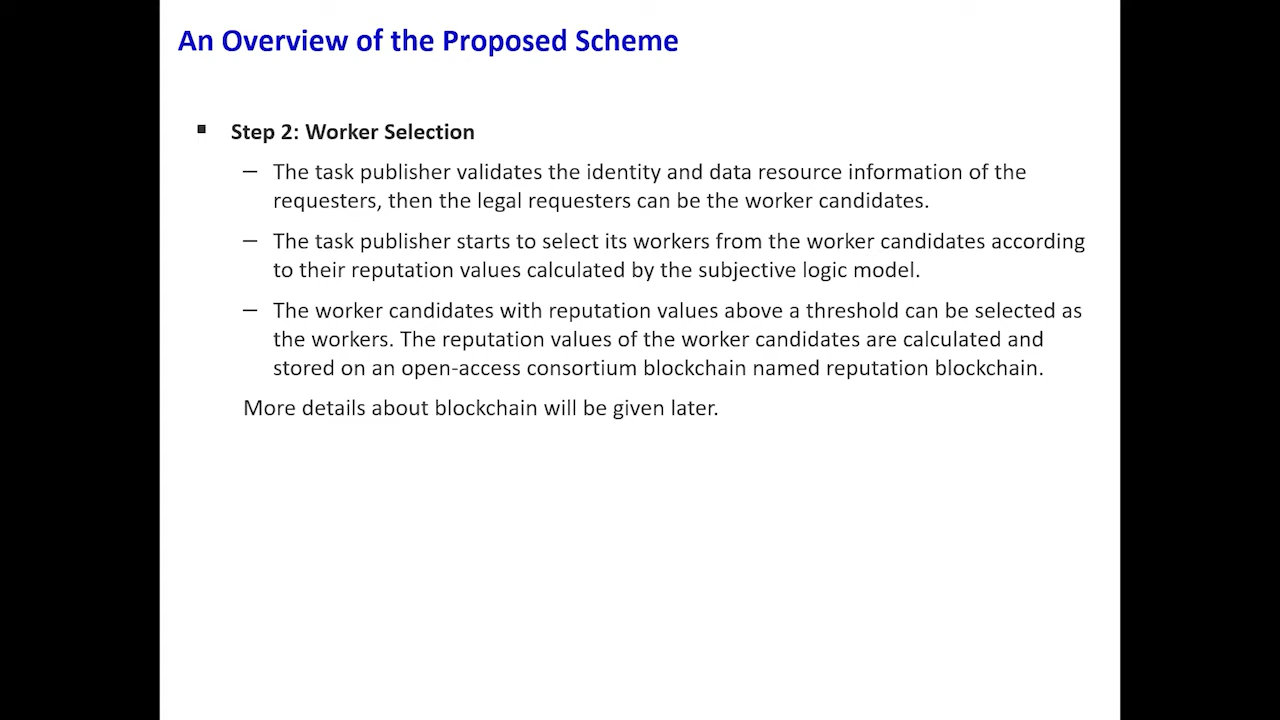 An Overview of the Proposed Scheme
▪ Step 2: Worker Selection
– The task publisher validates the identity and data resource information of the
requesters, then the legal requesters can be the worker candidates.
– The task publisher starts to select its workers from the worker candidates according
to their reputation values calculated by the subjective logic model.
– The worker candidates with reputation values above a threshold can be selected as
the workers. The reputation values of the worker candidates are calculated and
stored on an open-access consortium blockchain named reputation blockchain.
More details about blockchain will be given later.